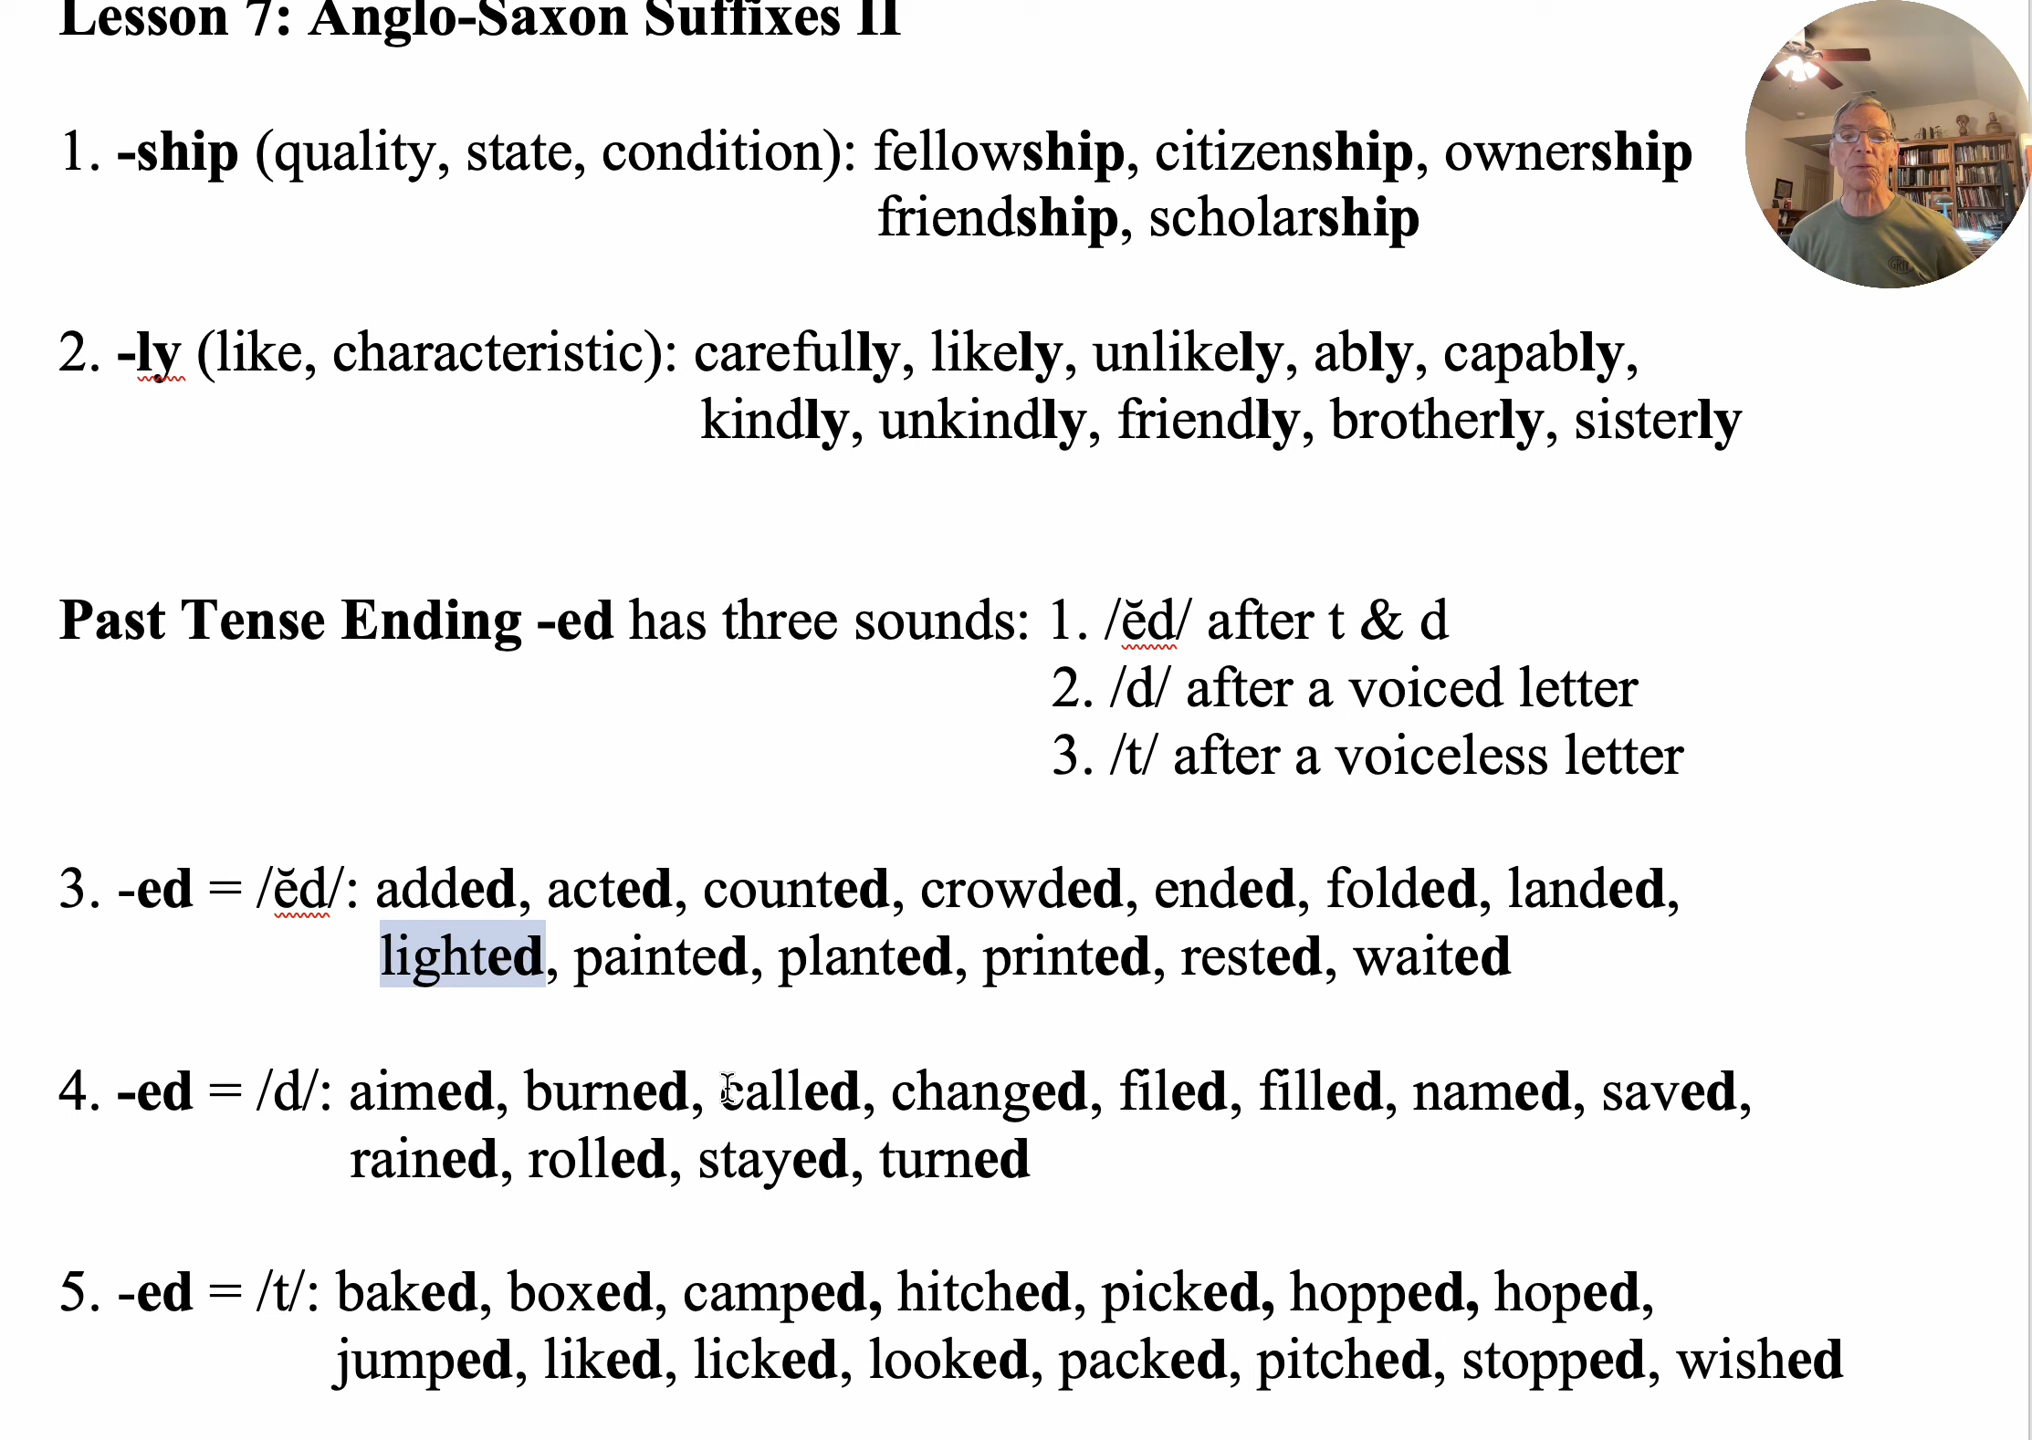 Lesson 7: Anglo-Saxon Suffixes II
1. -ship (quality, state, condition): fellowship, citizenship, ownership
friendship, scholarship
2. -ly (like, characteristic): carefully, likely, unlikely, ably, capably,
kindly, unkindly, friendly, brotherly, sisterly
Past Tense Ending -ed has three sounds: 1. /ĕd/ after t & d
2. /d/ after a voiced letter
3. /t/ after a voiceless letter
3. -ed = /ĕd/: added, acted, counted, crowded, ended, folded, landed,
lighted, painted, planted, printed, rested, waited
4. -ed = /d/: aimed, burned, called, changed, filed, filled, named, saved,
rained, rolled, stayed, turned
5. -ed = /t/: baked, boxed, camped, hitched, picked, hopped, hoped,
jumped, liked, licked, looked, packed, pitched, stopped, wished